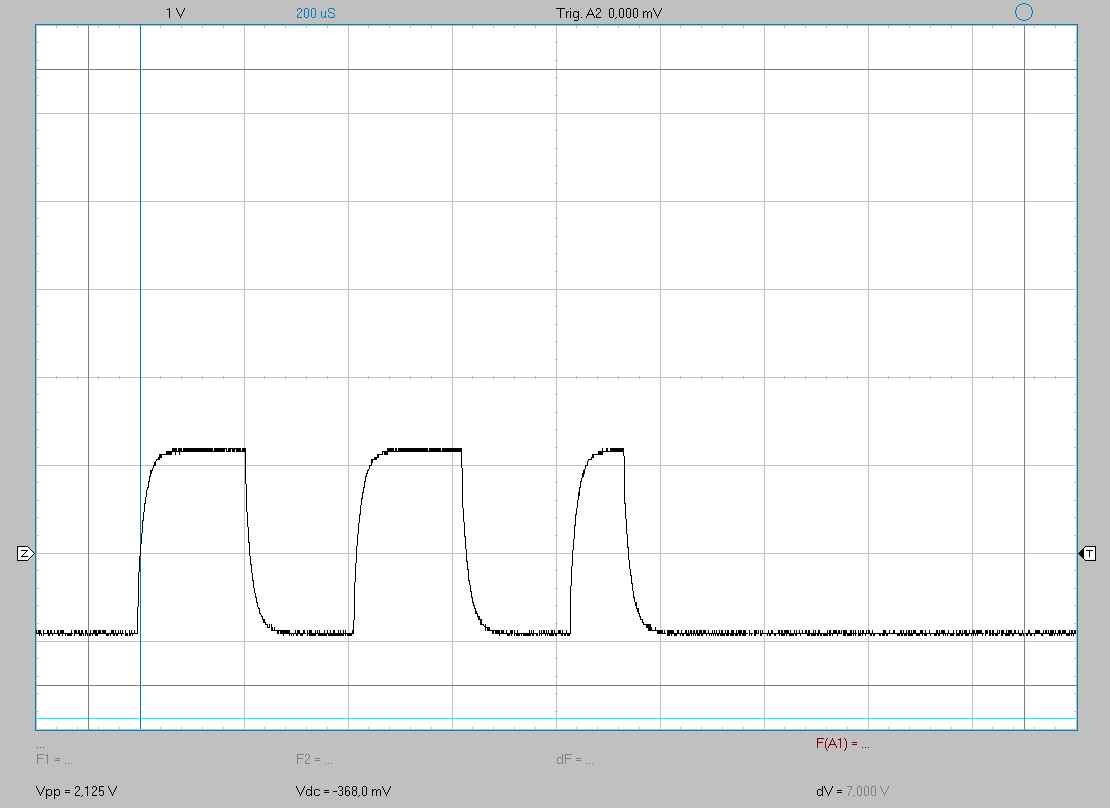 1 V 200 uS Trig. A2 0,000 mV
Z T
... F(A1) = ...
F1 = ... F2 = ... dF = ...
Vpp = 2,125 V Vdc = -368,0 mV dV = 7,000 V